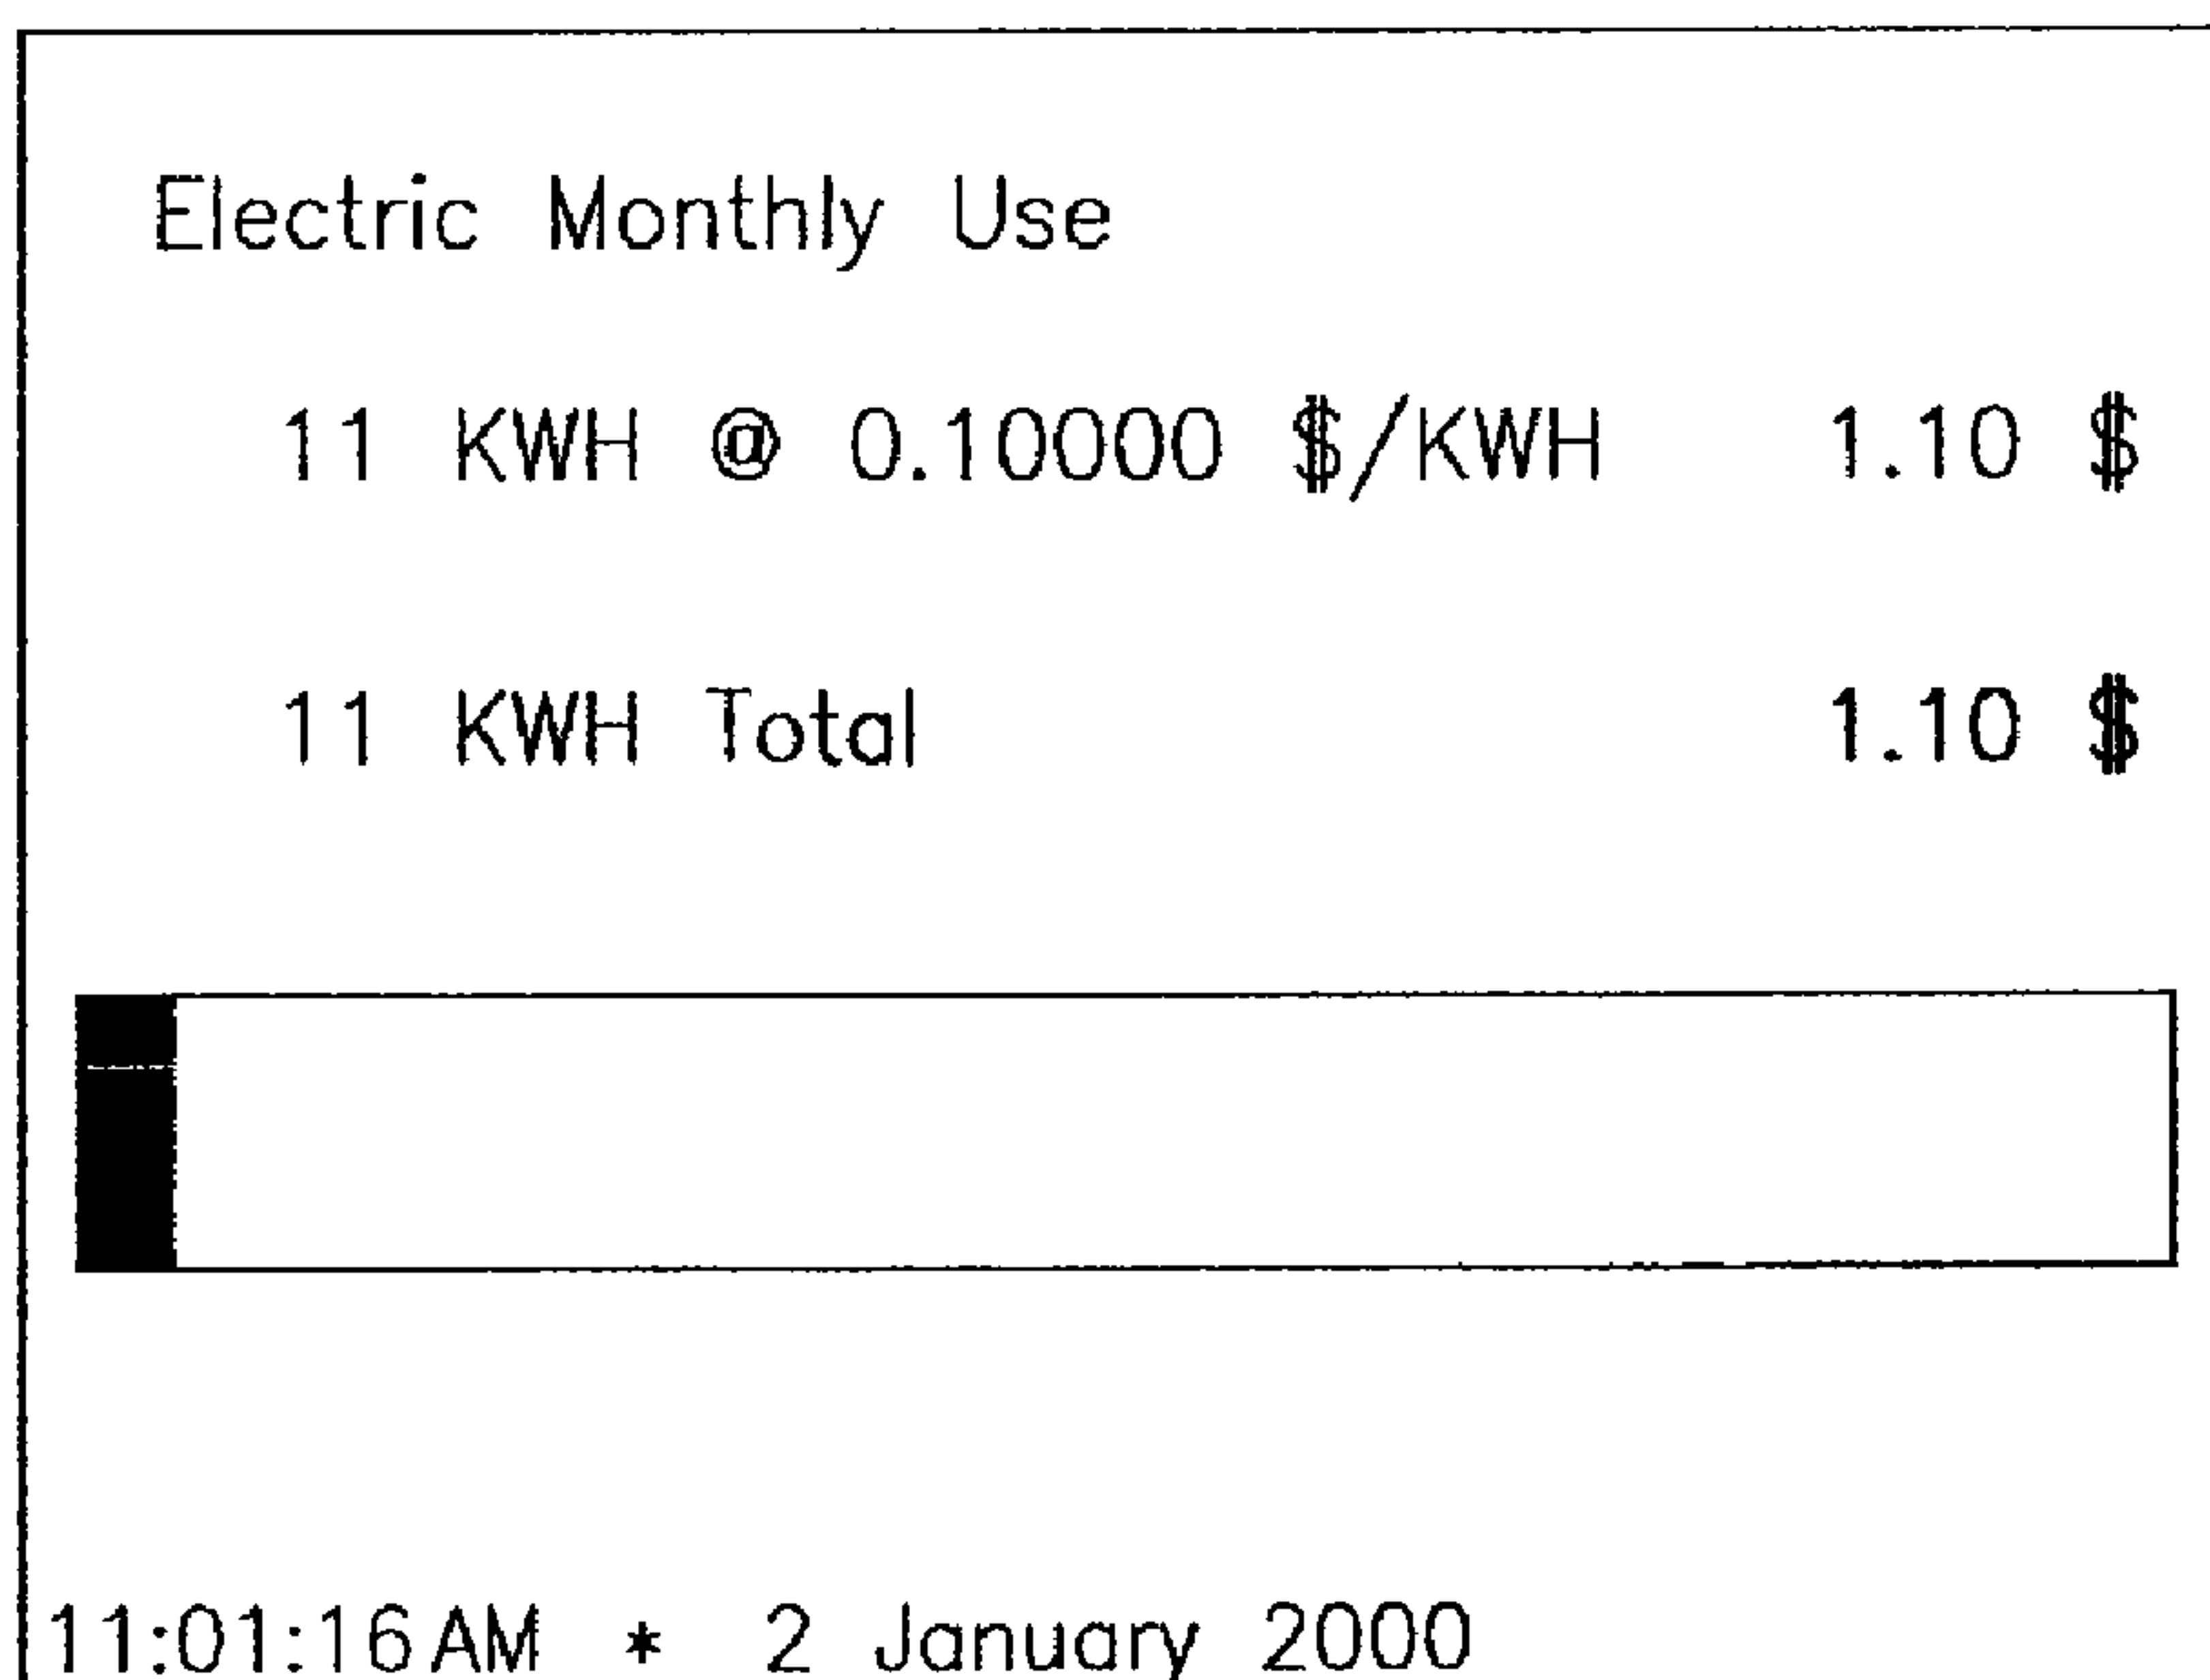 Electric Monthly Use
11 KWH @ 0.10000 $/KWH 1.10 $
11 KWH Total 1.10 $
11:01:16AM * 2 January 2000